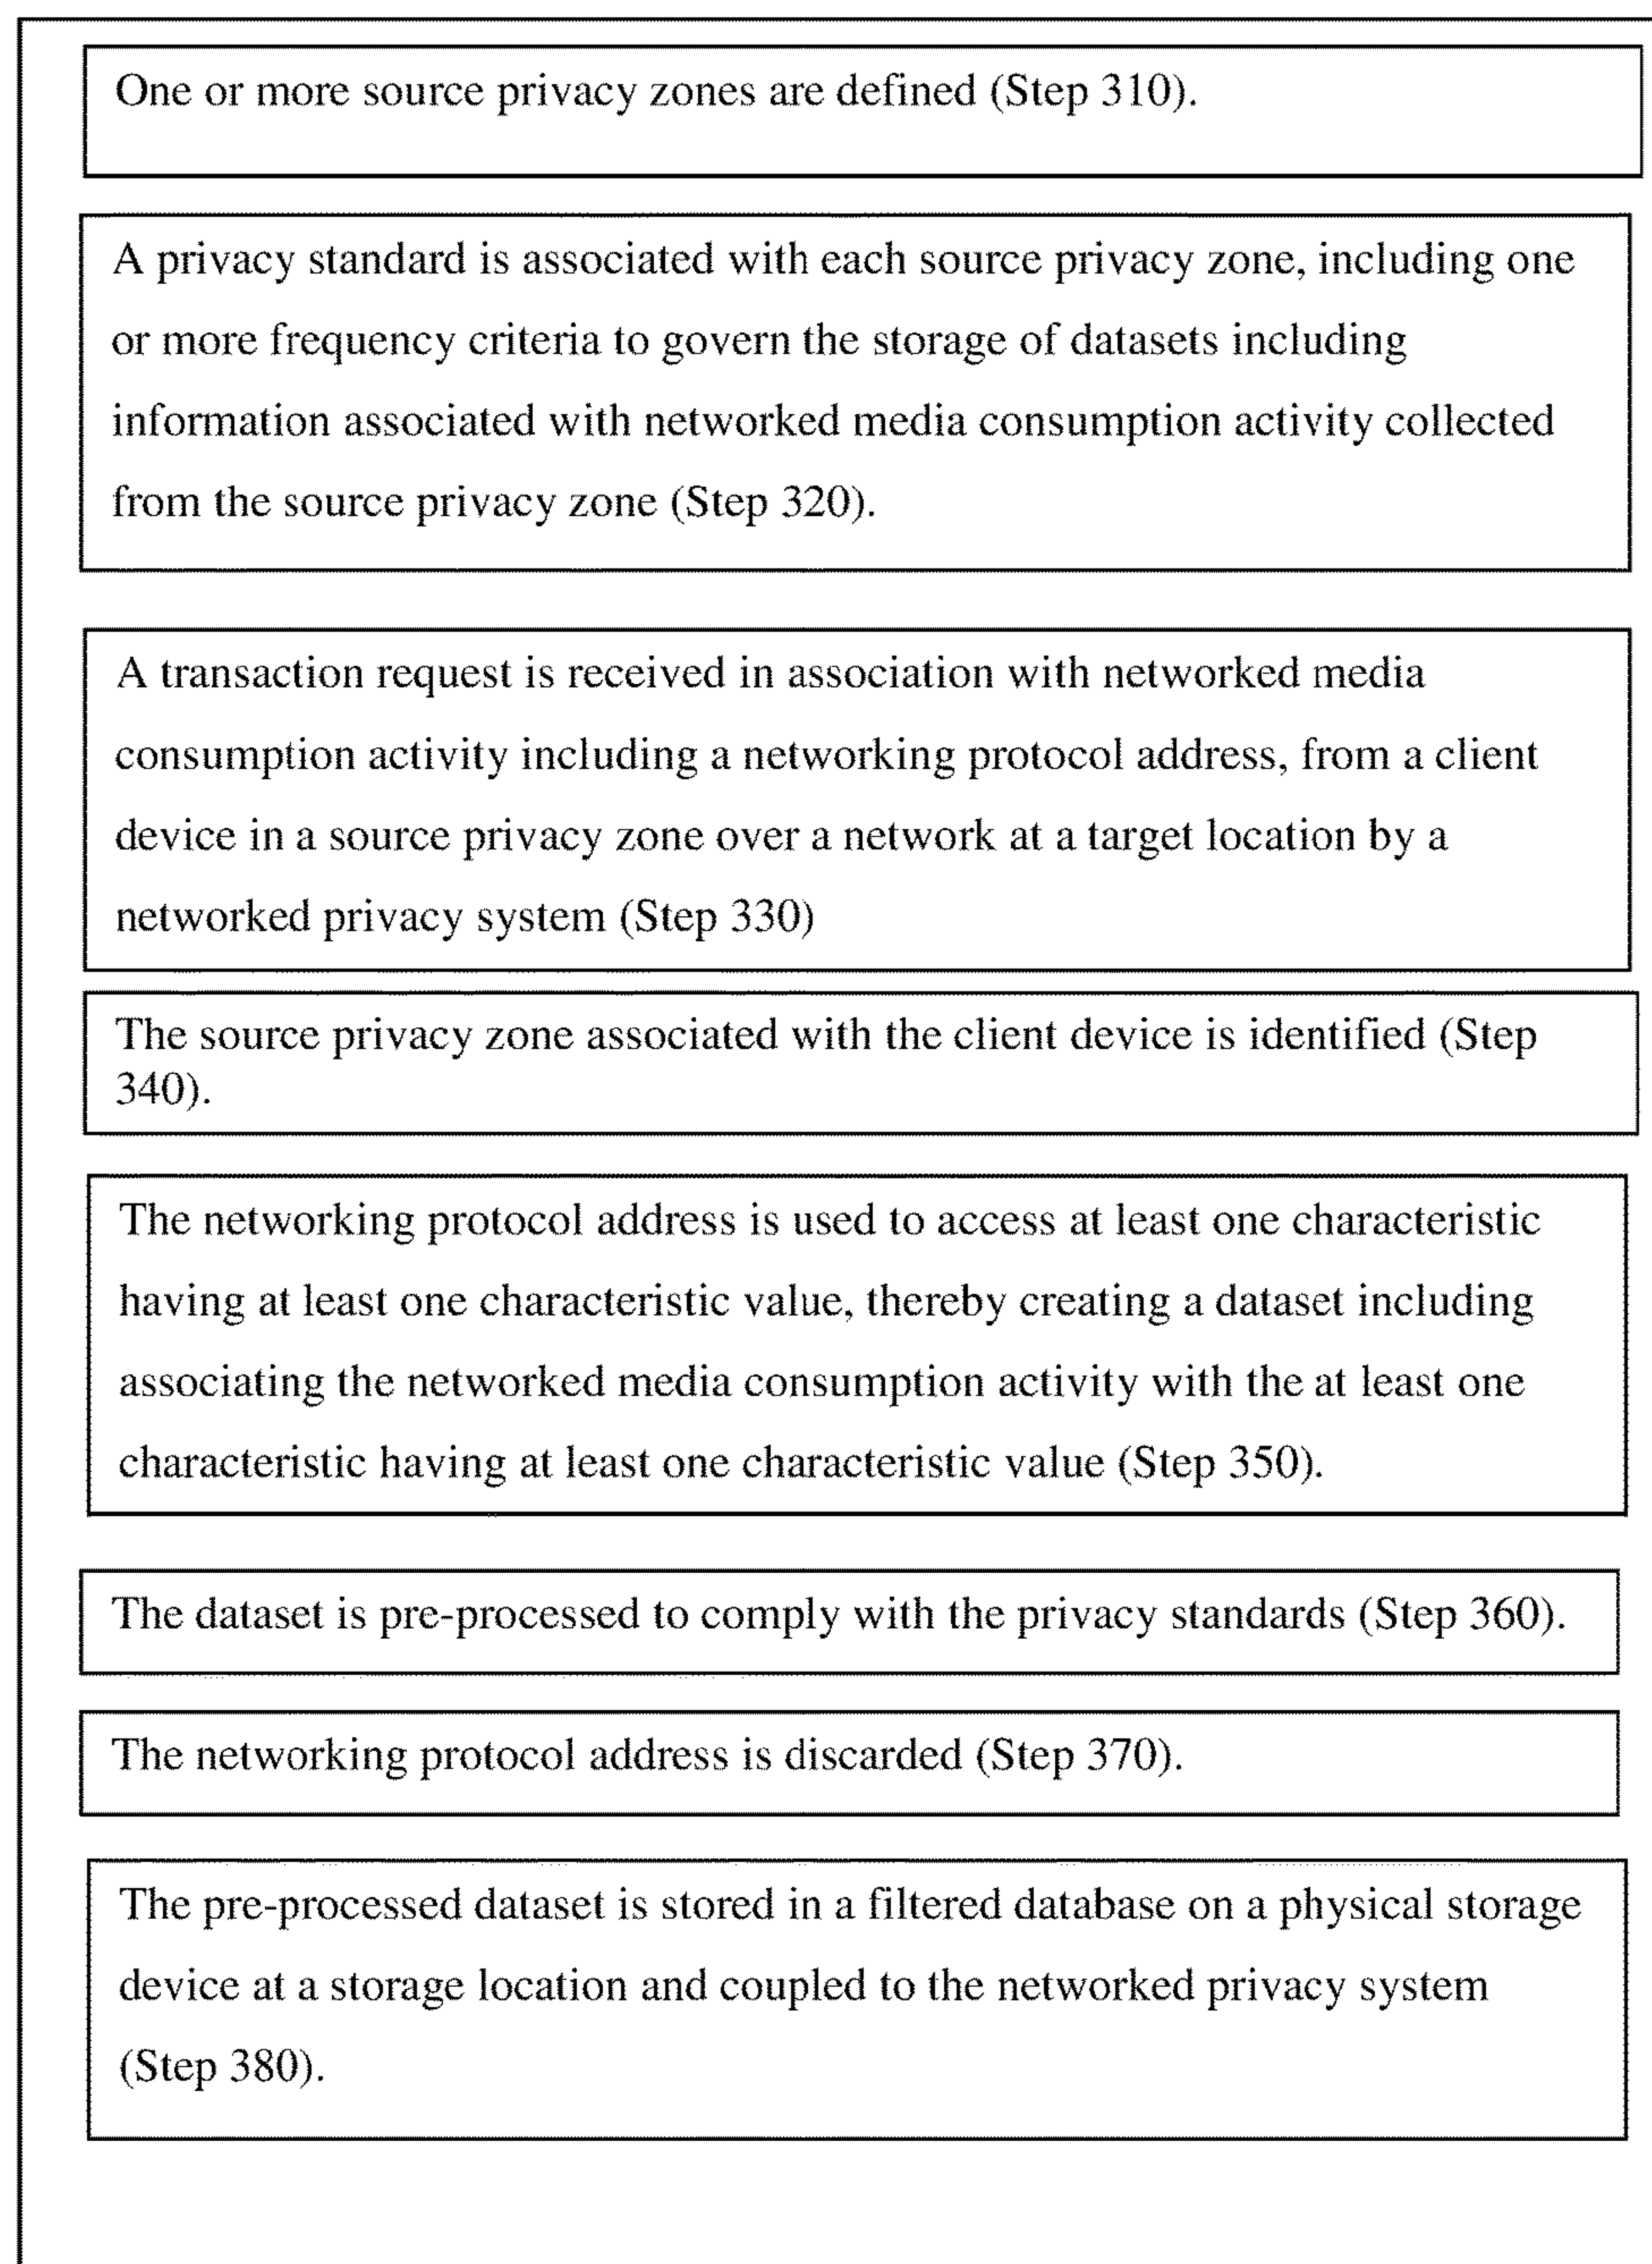 One or more source privacy zones are defined (Step 310).
A privacy standard is associated with each source privacy zone, including one
or more frequency criteria to govern the storage of datasets including
information associated with networked media consumption activity collected
from the source privacy zone (Step 320).
A transaction request is received in association with networked media
consumption activity including a networking protocol address, from a client
device in a source privacy zone over a network at a target location by a
networked privacy system (Step 330)
The source privacy zone associated with the client device is identified (Step
340).
The networking protocol address is used to access at least one characteristic
having at least one characteristic value, thereby creating a dataset including
associating the networked media consumption activity with the at least one
characteristic having at least one characteristic value (Step 350).
The dataset is pre-processed to comply with the privacy standards (Step 360).
The networking protocol address is discarded (Step 370).
The pre-processed dataset is stored in a filtered database on a physical storage
device at a storage location and coupled to the networked privacy system
(Step 380).